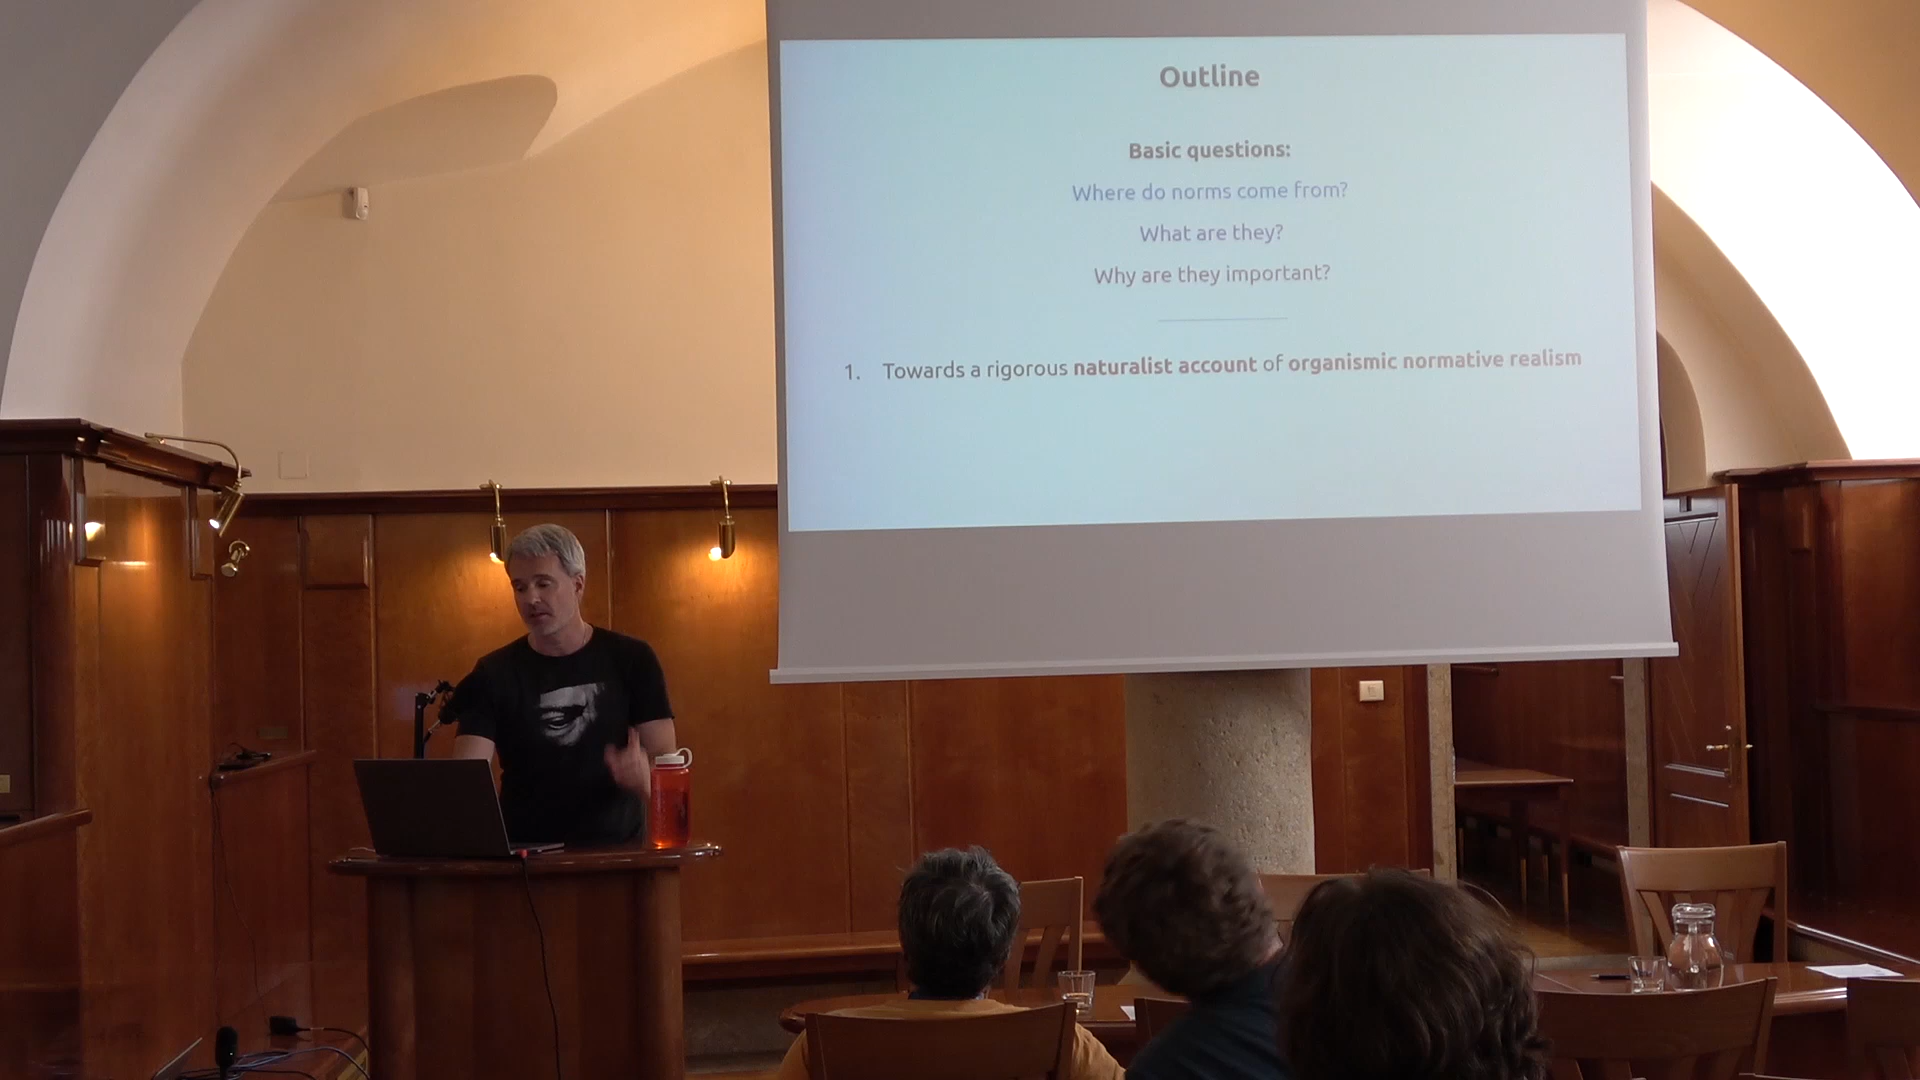 Outline
Basic questions:
Where do norms come from?
What are they?
Why are they important?
1. Towards a rigorous naturalist account of organismic normative realism